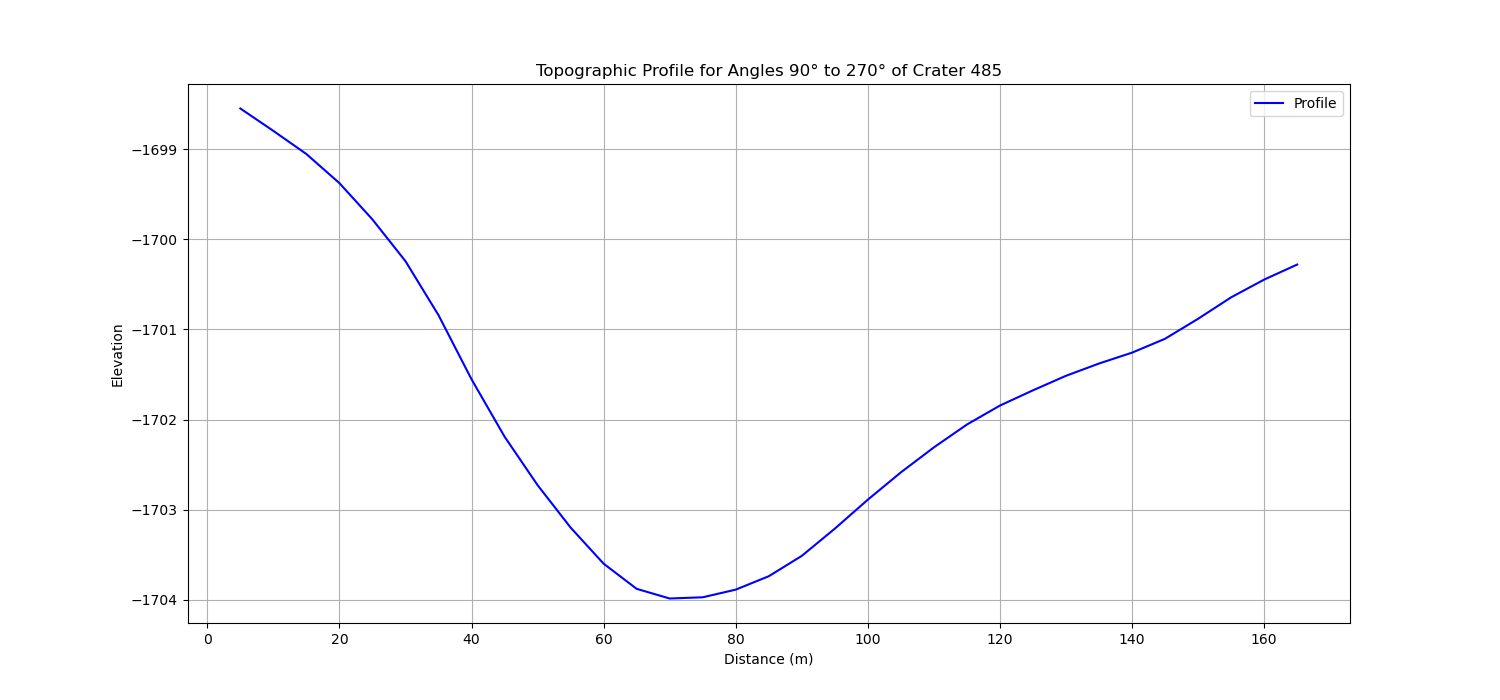 Topographic Profile for Angles 90° to 270° of Crater 485
Profile
−1699
−1700
−1701
−1702
−1703
−1704
Elevation
0 20 40 60 80 100 120 140 160
Distance (m)